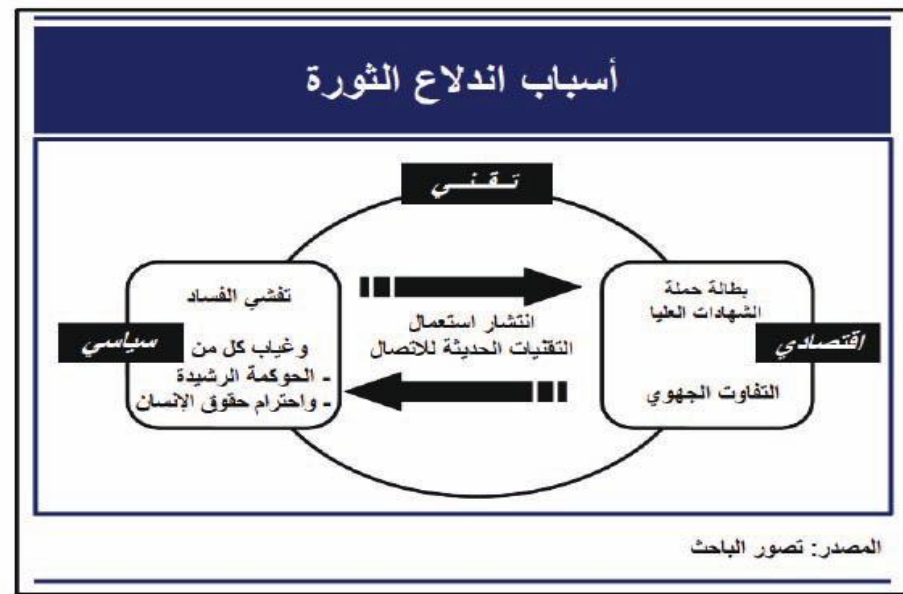 أسباب اندلاع الثورة
تقني
اقتصادي
بطالة حملة
الشهادات العليا
التفاوت الجهوي
انتشار استعمال
التقنيات الحديثة للاتصال
سياسي
تفشي الفساد
وغياب كل من
- الحوكمة الرشيدة
- واحترام حقوق الإنسان
المصدر: تصور الباحث